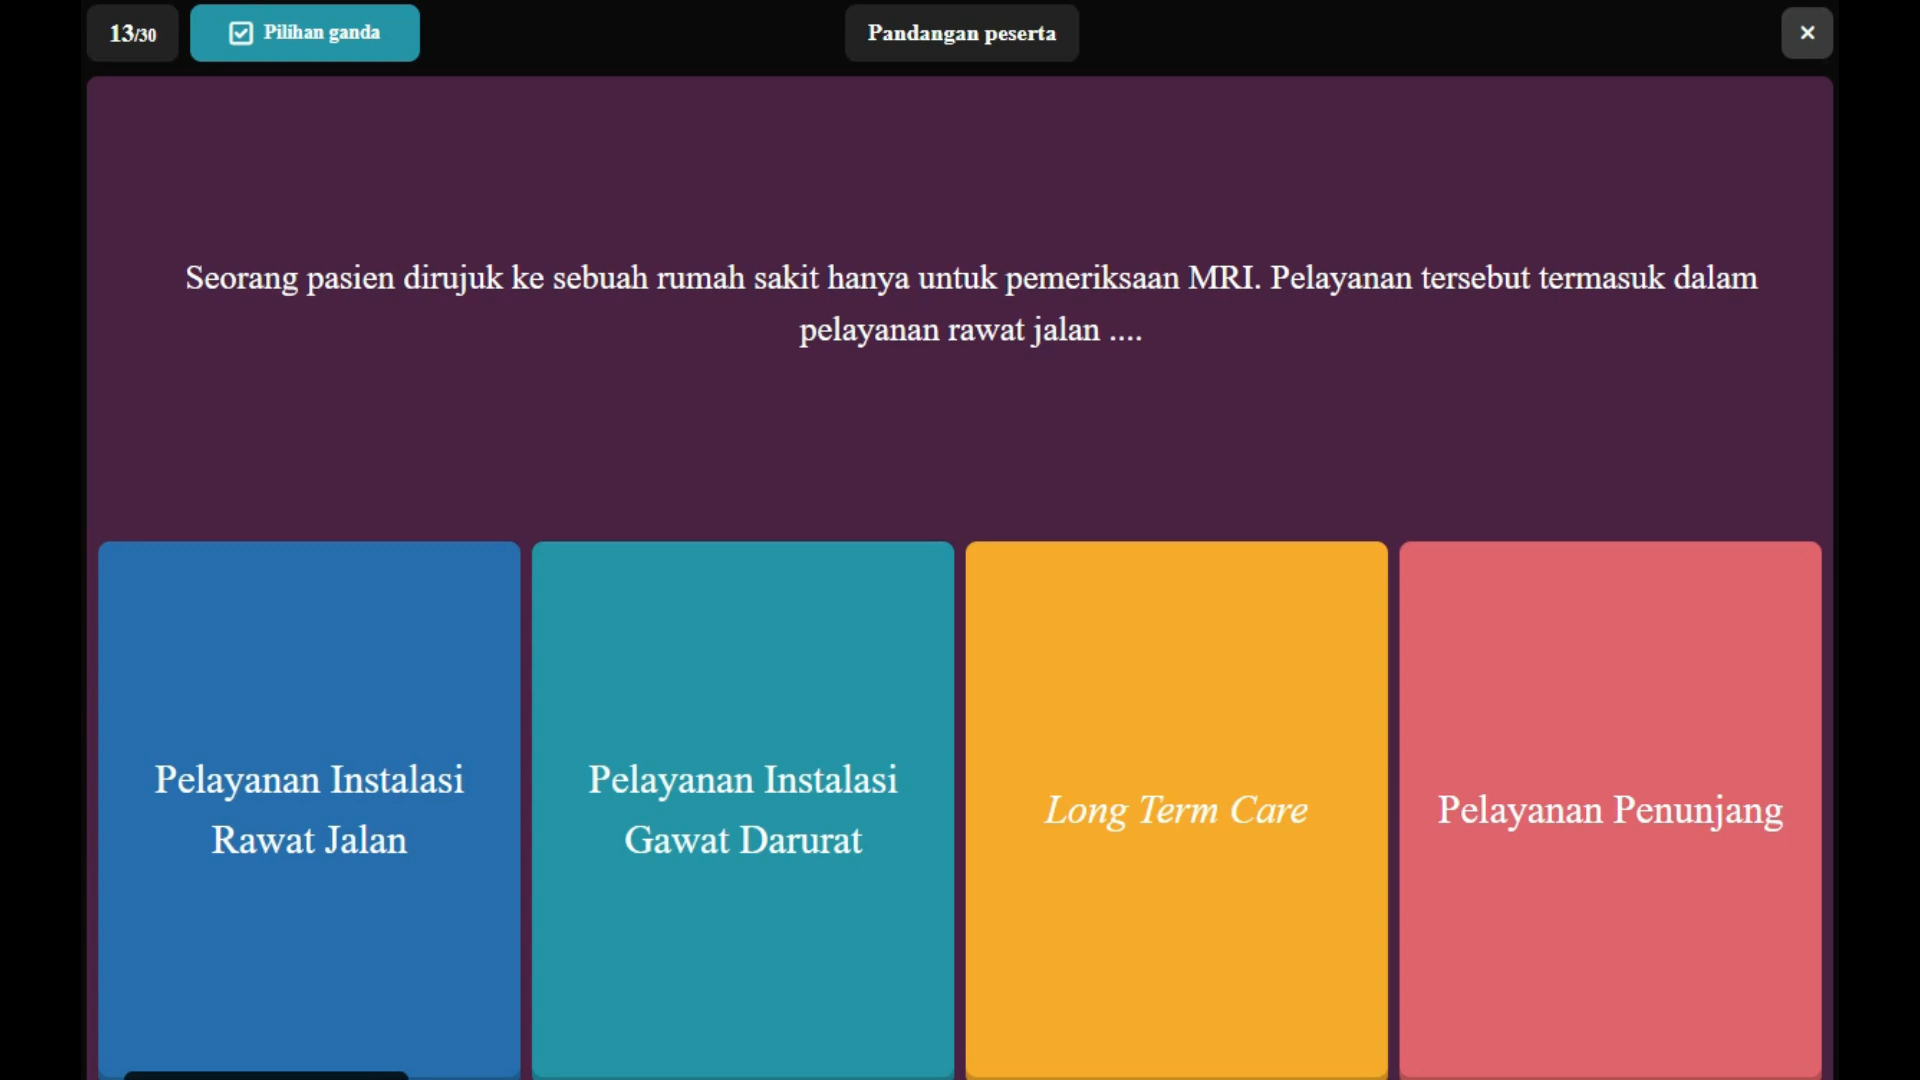 13/30
Pilihan ganda
Pandangan peserta
Seorang pasien dirujuk ke sebuah rumah sakit hanya untuk pemeriksaan MRI. Pelayanan tersebut termasuk dalam
pelayanan rawat jalan ....
Pelayanan Instalasi
Rawat Jalan
Pelayanan Instalasi
Gawat Darurat
Long Term Care
Pelayanan Penunjang